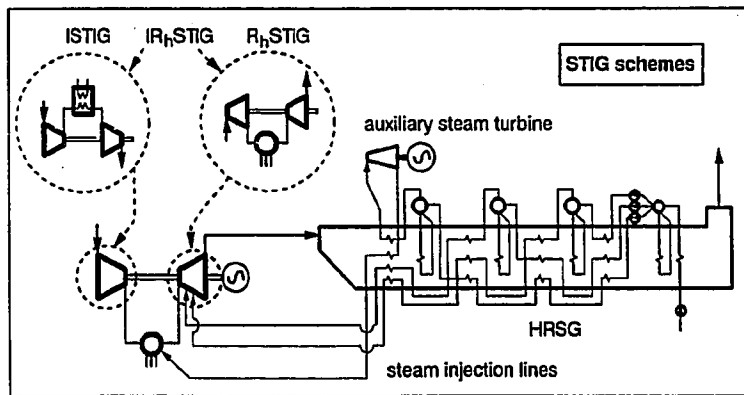 ISTIG IRhSTIG RhSTIG
STIG schemes
auxiliary steam turbine
HRSG
steam injection lines